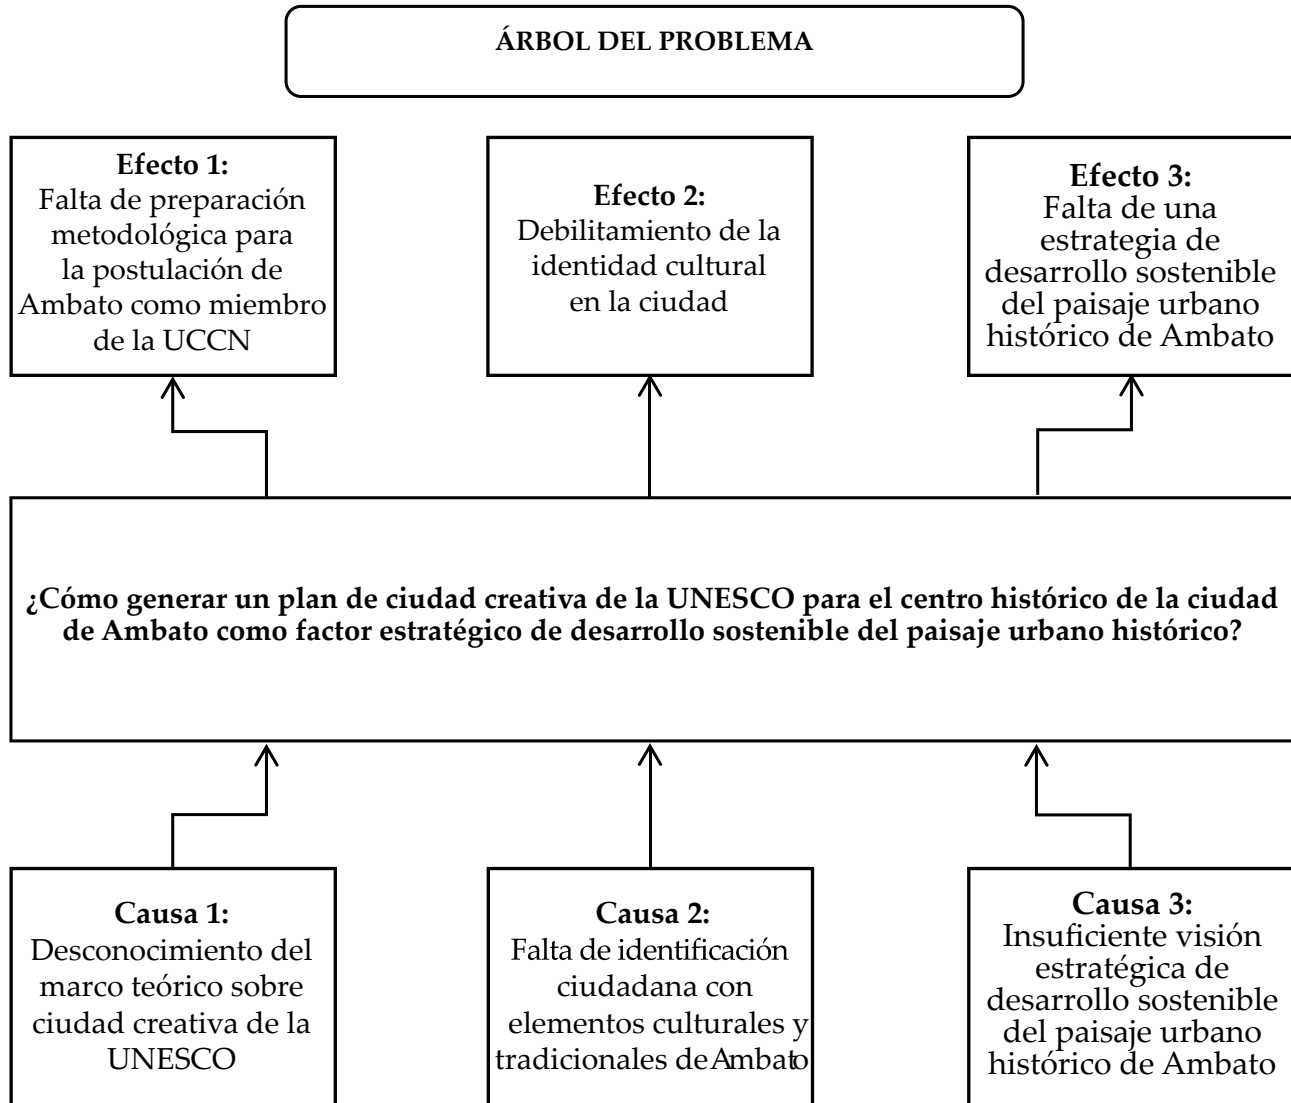 ÁRBOL DEL PROBLEMA
Efecto 1:
Falta de preparación
metodológica para
la postulación de
Ambato como miembro
de la UCCN
Efecto 2:
Debilitamiento de la
identidad cultural
en la ciudad
Efecto 3:
Falta de una
estrategia de
desarrollo sostenible
del paisaje urbano
histórico de Ambato
¿Cómo generar un plan de ciudad creativa de la UNESCO para el centro histórico de la ciudad
de Ambato como factor estratégico de desarrollo sostenible del paisaje urbano histórico?
Causa 1:
Desconocimiento del
marco teórico sobre
ciudad creativa de la
UNESCO
Causa 2:
Falta de identificación
ciudadana con
elementos culturales y
tradicionales de Ambato
Causa 3:
Insuficiente visión
estratégica de
desarrollo sostenible
del paisaje urbano
histórico de Ambato